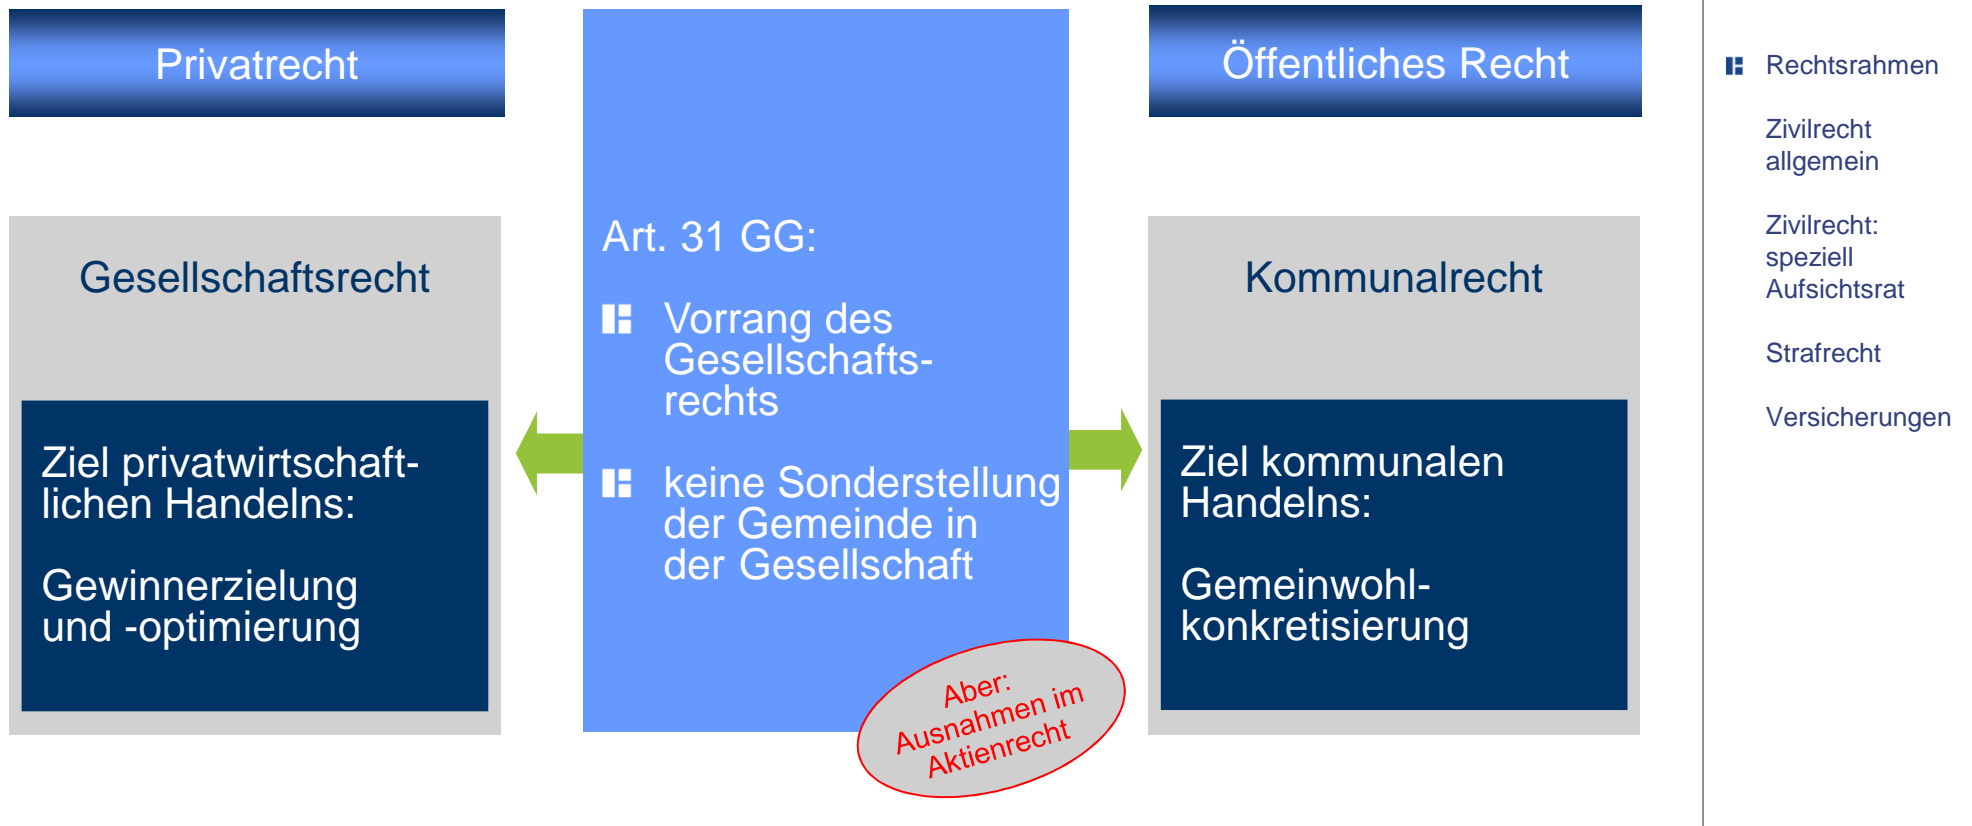 Privatrecht
Gesellschaftsrecht
Ziel privatwirtschaft-
lichen Handelns:
Gewinnerzielung
und -optimierung
Art. 31 GG:
Vorrang des
Gesellschafts-
rechts
keine Sonderstellung
der Gemeinde in
der Gesellschaft
Aber:
Ausnahmen im
Aktienrecht
Öffentliches Recht
Kommunalrecht
Ziel kommunalen
Handelns:
Gemeinwohl-
konkretisierung
Rechtsrahmen
Zivilrecht
allgemein
Zivilrecht:
speziell
Aufsichtsrat
Strafrecht
Versicherungen